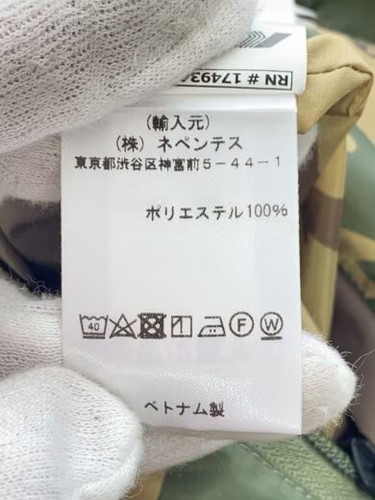 RN # 17493
(輸入元)
(株) ネペンテス
東京都渋谷区神宮前5-44-1
ポリエステル100%
40
F
W
ベトナム製